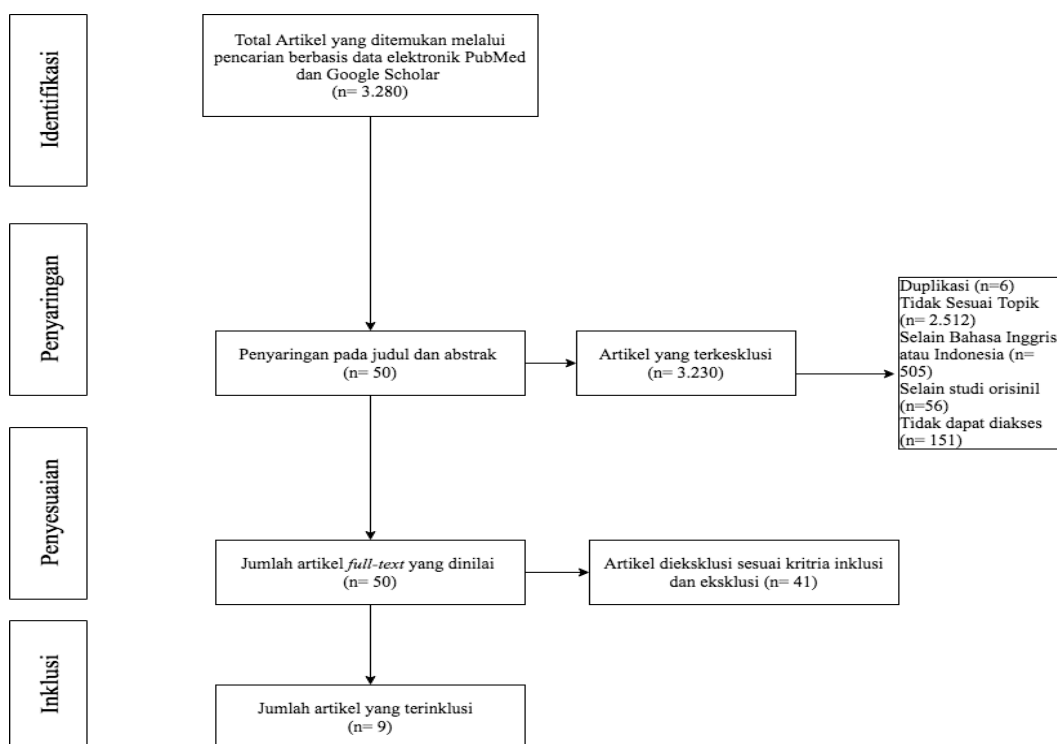 Identifikasi
Total Artikel yang ditemukan melalui
pencarian berbasis data elektronik PubMed
dan Google Scholar
(n= 3.280)
Penyaringan
Penyaringan pada judul dan abstrak
(n= 50)
Artikel yang terkesklusi
(n= 3.230)
Duplikasi (n=6)
Tidak Sesuai Topik
(n= 2.512)
Selain Bahasa Inggris
atau Indonesia (n=
505)
Selain studi orisinil
(n=56)
Tidak dapat diakses
(n= 151)
Penyesuaian
Jumlah artikel full-text yang dinilai
(n= 50)
Artikel dieksklusi sesuai kritria inklusi
dan eksklusi (n= 41)
Inklusi
Jumlah artikel yang terinklusi
(n= 9)